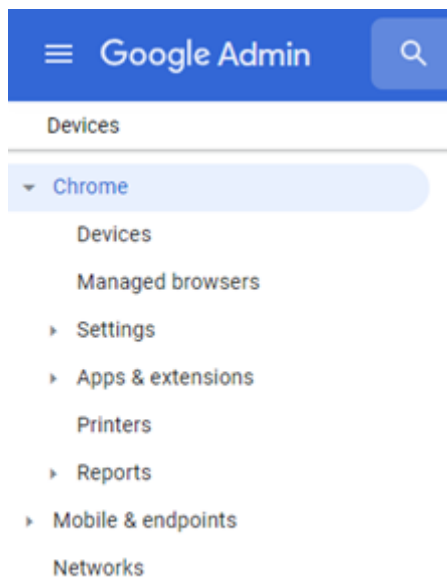 Google Admin
Devices
Chrome
Devices
Managed browsers
Settings
Apps & extensions
Printers
Reports
Mobile & endpoints
Networks